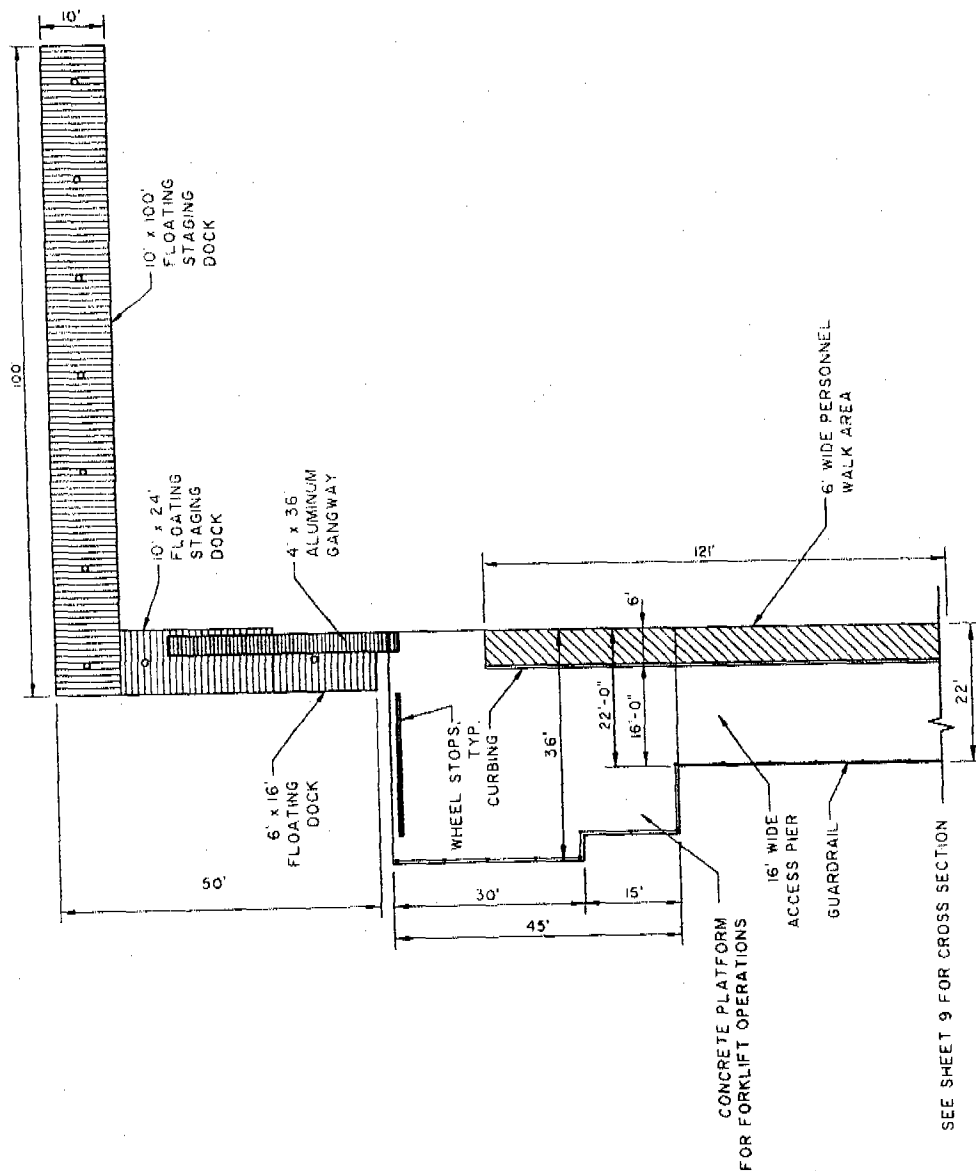 10'
100'
10' x 100'
FLOATING
STAGING
DOCK
10' x 24'
FLOATING
STAGING
DOCK
4' x 36'
ALUMINUM
GANGWAY
6' x 16'
FLOATING
DOCK
50'
WHEEL STOPS,
TYP.
CURBING
36'
22'-0"
16'-0"
6'
121'
6' WIDE PERSONNEL
WALK AREA
30'
15'
45'
22'
CONCRETE PLATFORM
FOR FORKLIFT OPERATIONS
16' WIDE
ACCESS PIER
GUARDRAIL
SEE SHEET 9 FOR CROSS SECTION